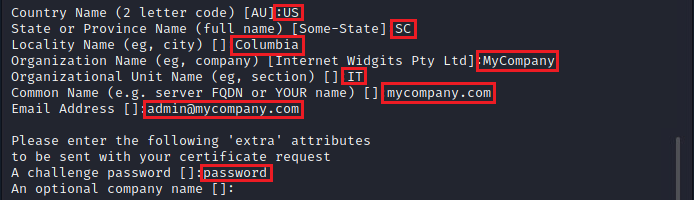 Country Name (2 letter code) [AU]:US
State or Province Name (full name) [Some-State] SC
Locality Name (eg, city) [] Columbia
Organization Name (eg, company) [Internet Widgits Pty Ltd]:MyCompany
Organizational Unit Name (eg, section) [] IT
Common Name (e.g. server FQDN or YOUR name) [] mycompany.com
Email Address []:admin@mycompany.com
Please enter the following 'extra' attributes
to be sent with your certificate request
A challenge password []:password
An optional company name []: